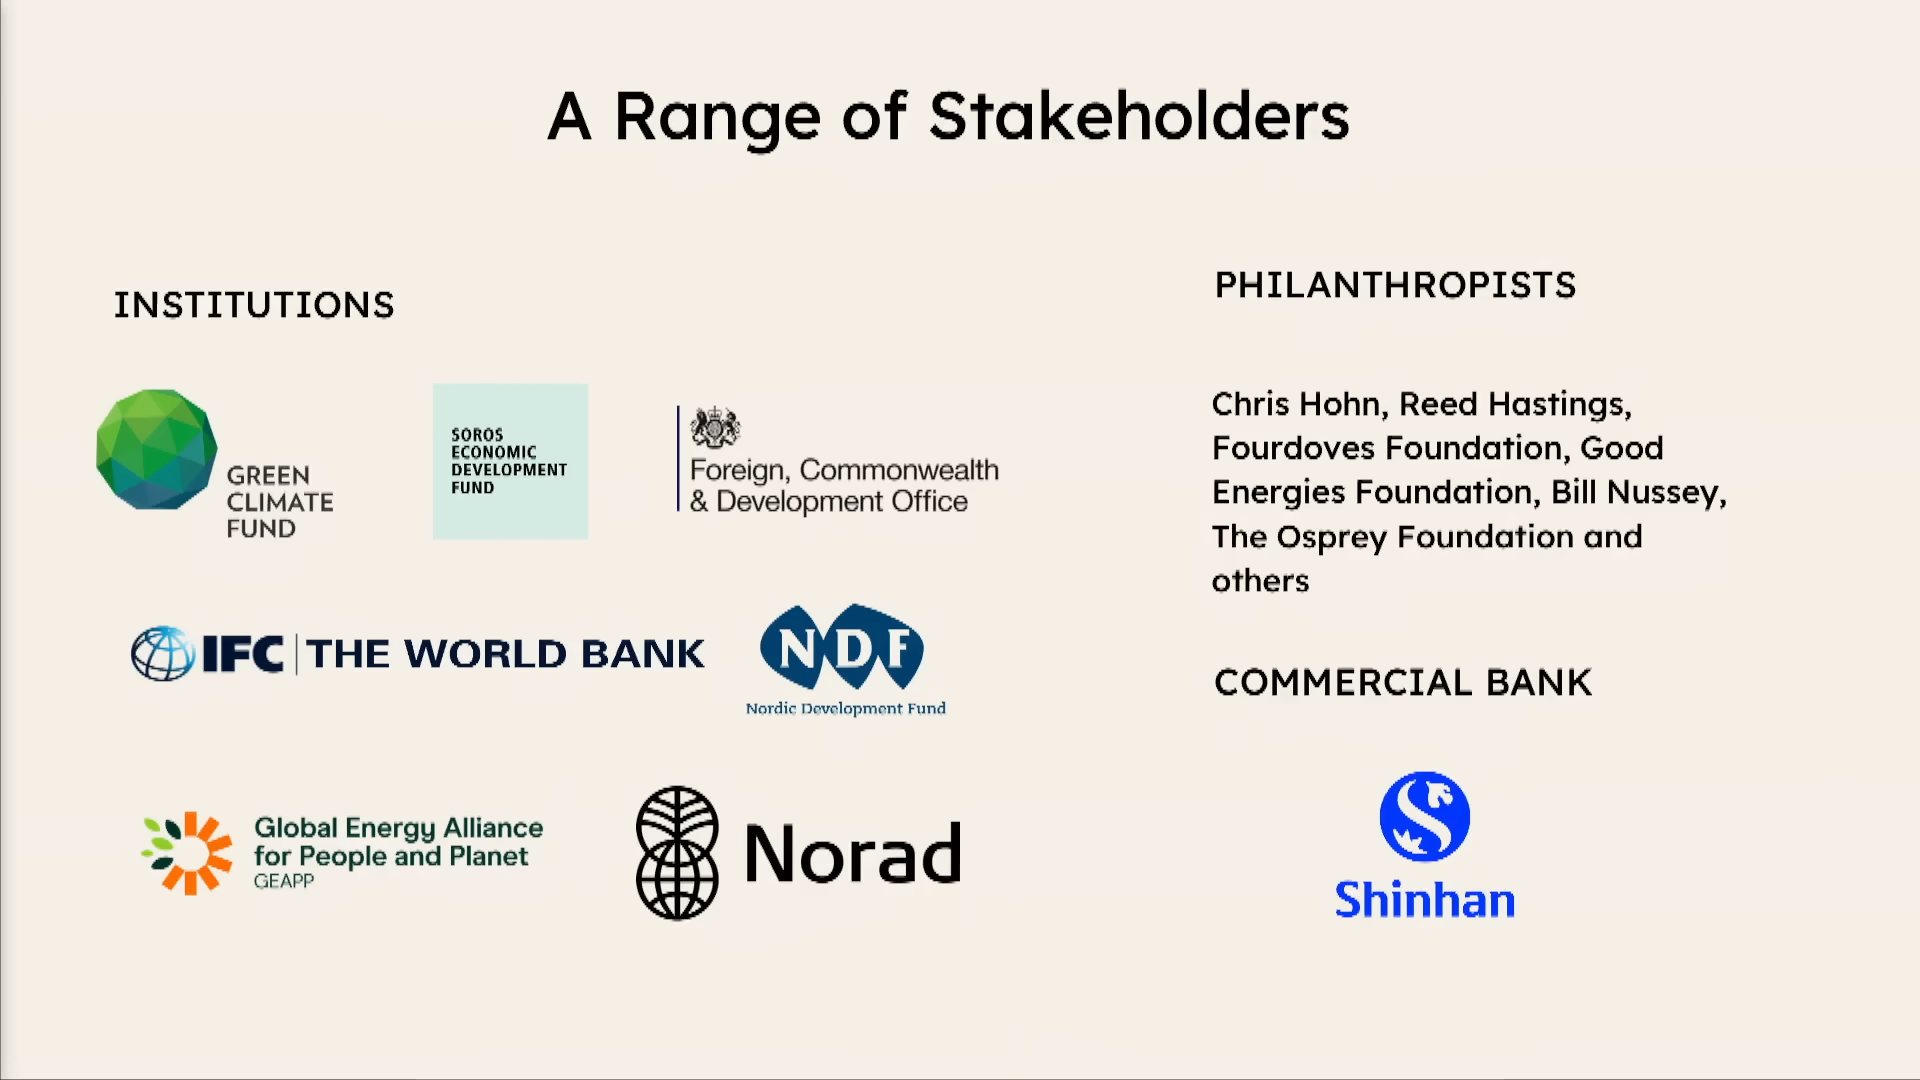 A Range of Stakeholders
INSTITUTIONS
GREEN
CLIMATE
FUND
SOROS
ECONOMIC
DEVELOPMENT
FUND
Foreign, Commonwealth
& Development Office
IFC | THE WORLD BANK
NDF
Nordic Development Fund
Global Energy Alliance
for People and Planet
GEAPP
Norad
PHILANTHROPISTS
Chris Hohn, Reed Hastings,
Fourdoves Foundation, Good
Energies Foundation, Bill Nussey,
The Osprey Foundation and
others
COMMERCIAL BANK
Shinhan